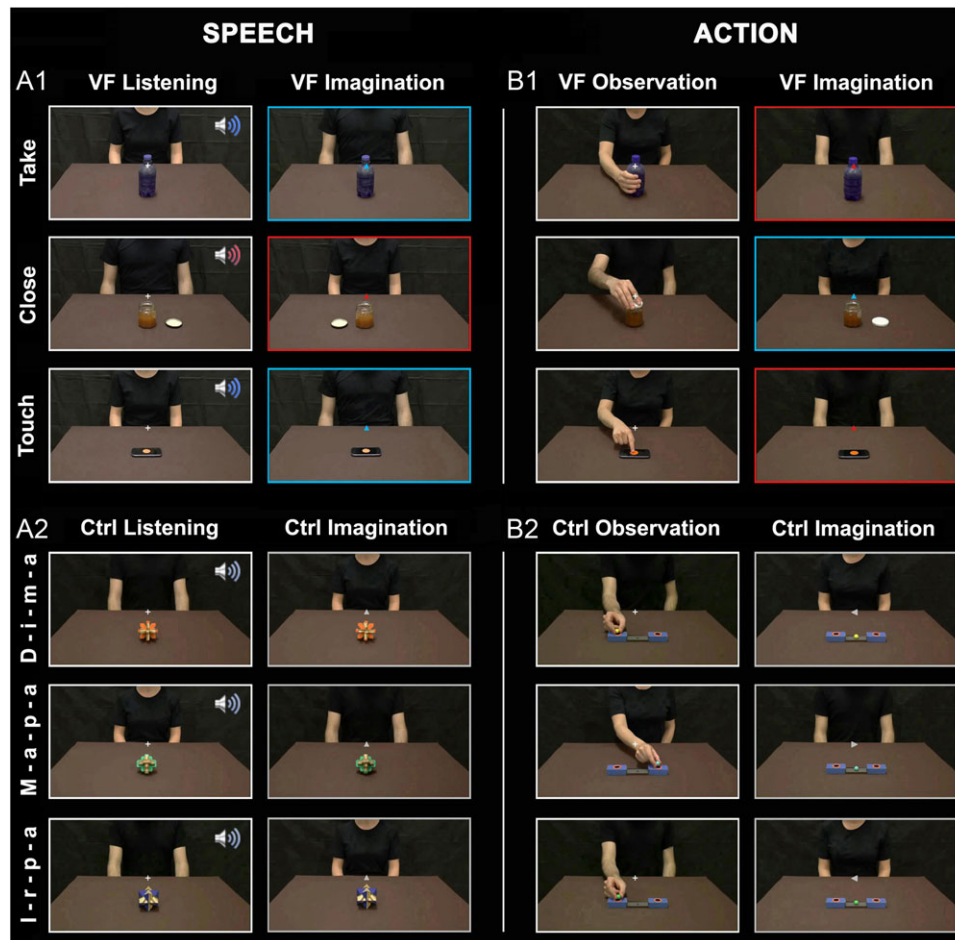 SPEECH ACTION
A1 VF Listening VF Imagination B1 VF Observation VF Imagination
Take
Close
Touch
A2 Ctrl Listening Ctrl Imagination B2 Ctrl Observation Ctrl Imagination
D - i - m - a
M - a - p - a
I - r - p - a